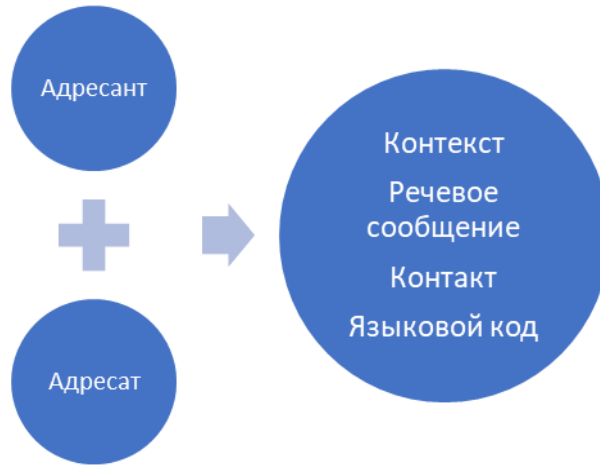 Адресант
Адресат
Контекст
Речевое
сообщение
Контакт
Языковой код